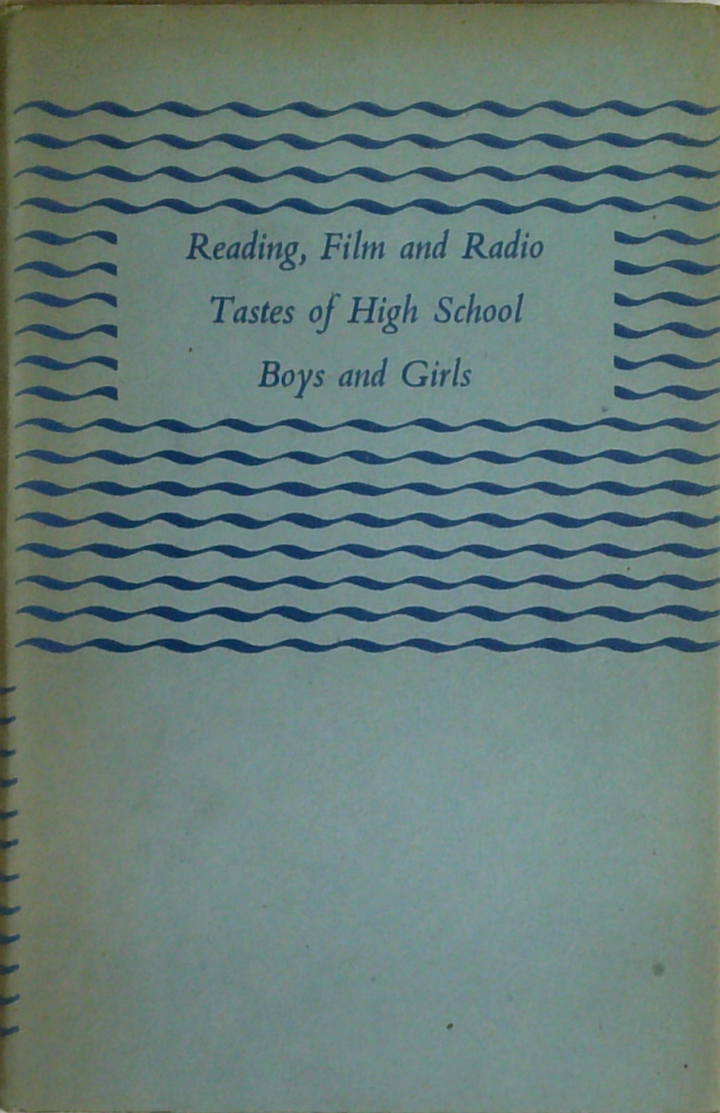 Reading, Film and Radio
Tastes of High School
Boys and Girls